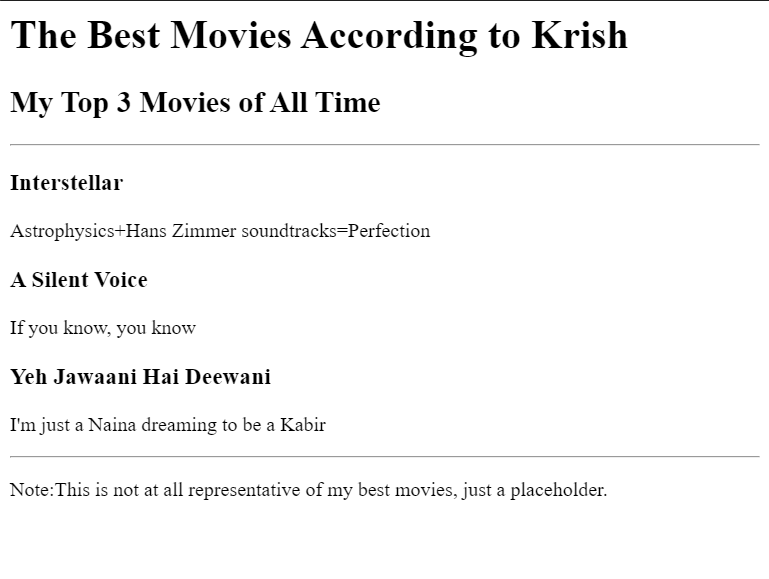 The Best Movies According to Krish
My Top 3 Movies of All Time
Interstellar
Astrophysics+Hans Zimmer soundtracks=Perfection
A Silent Voice
If you know, you know
Yeh Jawaani Hai Deewani
I'm just a Naina dreaming to be a Kabir
Note:This is not at all representative of my best movies, just a placeholder.